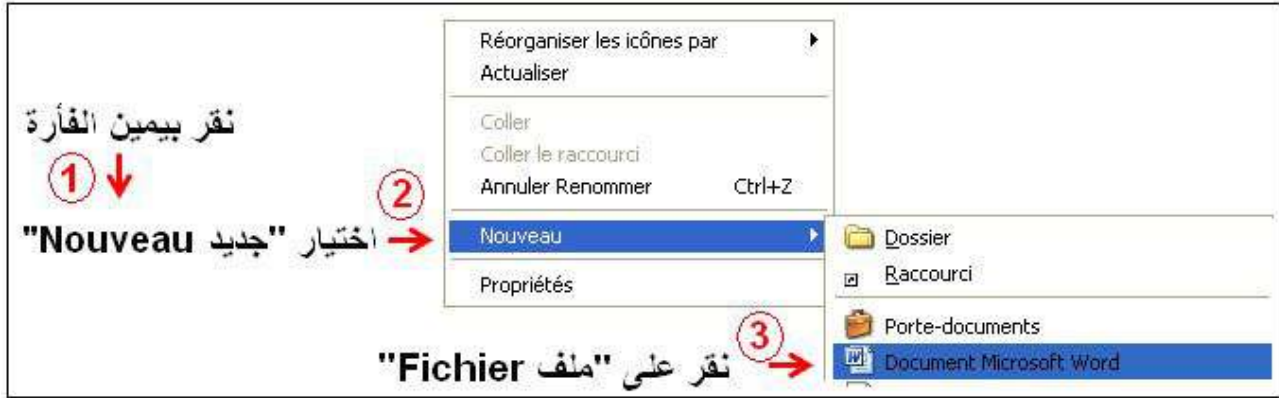 Réorganiser les icônes par
Actualiser
Coller
Coller le raccourci
Annuler Renommer Ctrl+Z
Nouveau
Propriétés
Dossier
Raccourci
Porte-documents
Document Microsoft Word
نقر بيمين الفأرة
1
2
اختيار "جديد Nouveau"
3
نقر على "ملف Fichier"